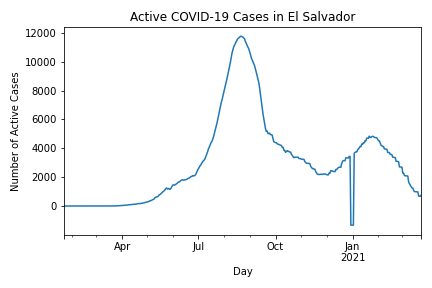 Active COVID-19 Cases in El Salvador
12000
10000
8000
6000
4000
2000
0
Number of Active Cases
Apr
Jul
Oct
Jan
2021
Day